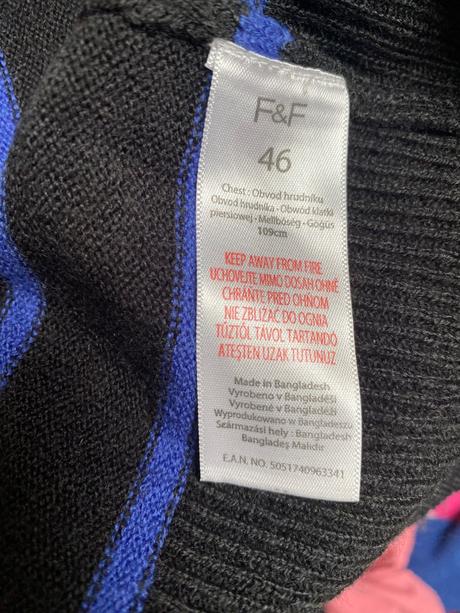 F&F
46
Chest : Obvod hrudníku
Obvod hrudníka - Obwód klatki
piersiowej - Mellbőség - Göğüs
109cm
KEEP AWAY FROM FIRE
UCHOVEJTE MIMO DOSAH OHNĚ
CHRÁŇTE PRED OHŇOM
NIE ZBLIŻAĆ DO OGNIA
TŰZTŐL TÁVOL TARTANDÓ
ATEŞTEN UZAK TUTUNUZ
Made in Bangladesh
Vyrobeno v Bangladéši
Vyrobené v Bangladéži
Wyprodukowano w Bangladeszu
Származási hely : Bangladesh
Bangladeş Malıdır
E.A.N. NO. 5051740963341